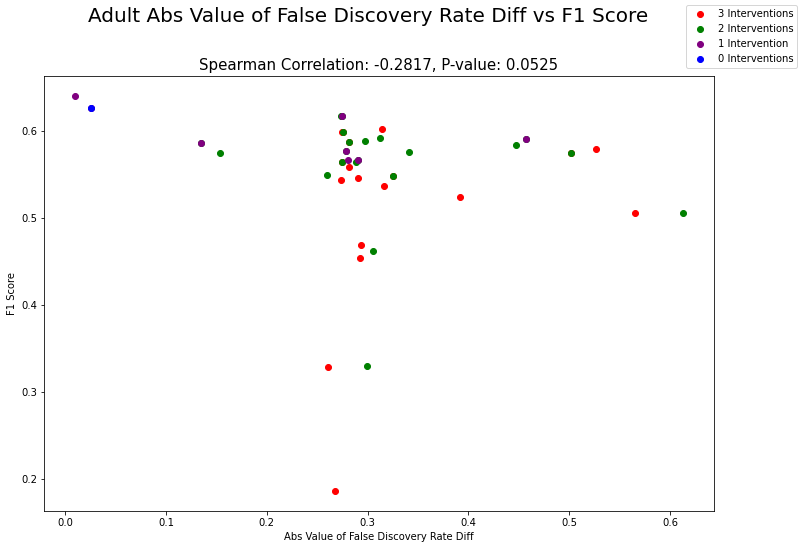 Adult Abs Value of False Discovery Rate Diff vs F1 Score
3 Interventions
2 Interventions
1 Intervention
0 Interventions
Spearman Correlation: -0.2817, P-value: 0.0525
F1 Score
0.6
0.5
0.4
0.3
0.2
0.0
0.1
0.2
0.3
0.4
0.5
0.6
Abs Value of False Discovery Rate Diff